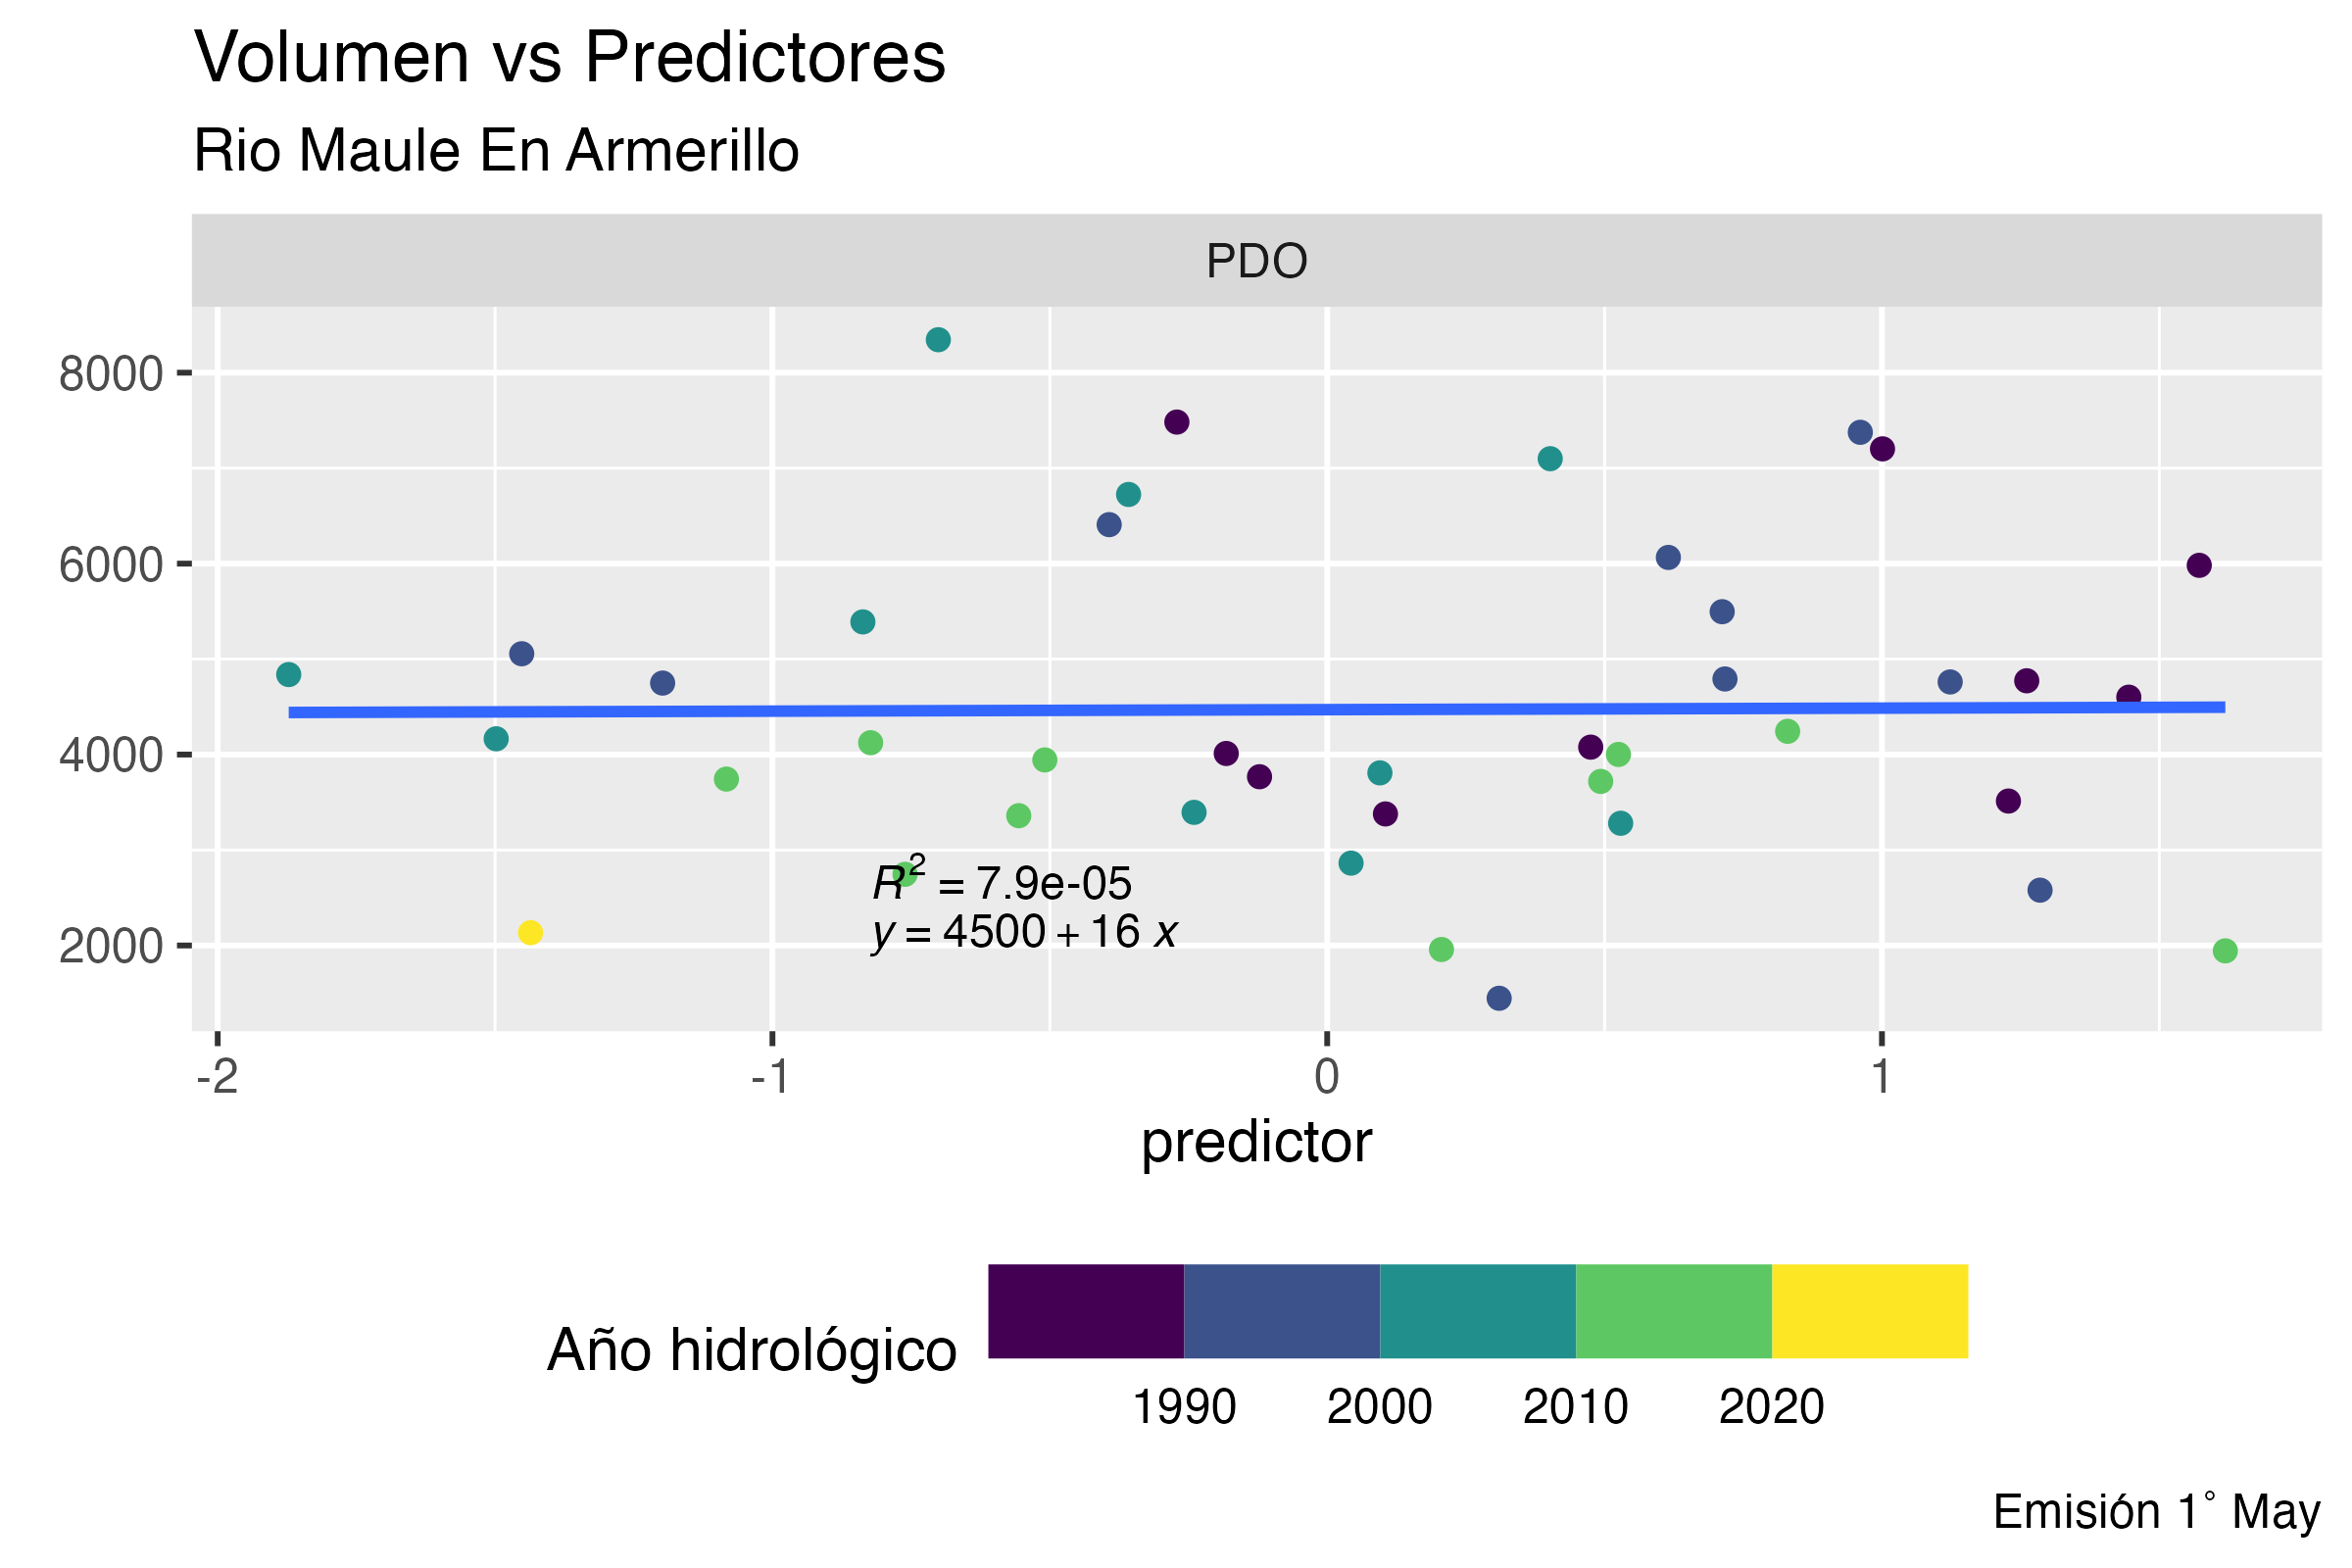 Volumen vs Predictores
Rio Maule En Armerillo
PDO
8000
6000
4000
2000
R² = 7.9e-05
y = 4500 + 16 x
-2 -1 0 1
predictor
Año hidrológico
1990 2000 2010 2020
Emisión 1° May